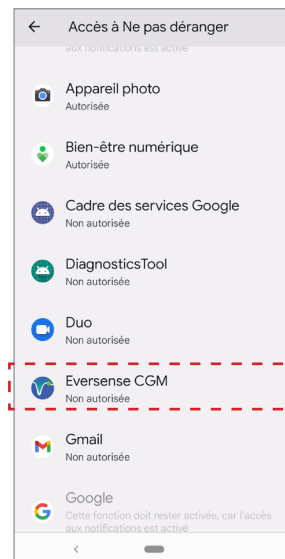 Accès à Ne pas déranger
aux notifications est activé
Appareil photo
Autorisée
Bien-être numérique
Autorisée
Cadre des services Google
Non autorisée
DiagnosticsTool
Non autorisée
Duo
Non autorisée
Eversense CGM
Non autorisée
Gmail
Non autorisée
Google
Cette fonction doit rester activée, car l'accès
aux notifications est activé